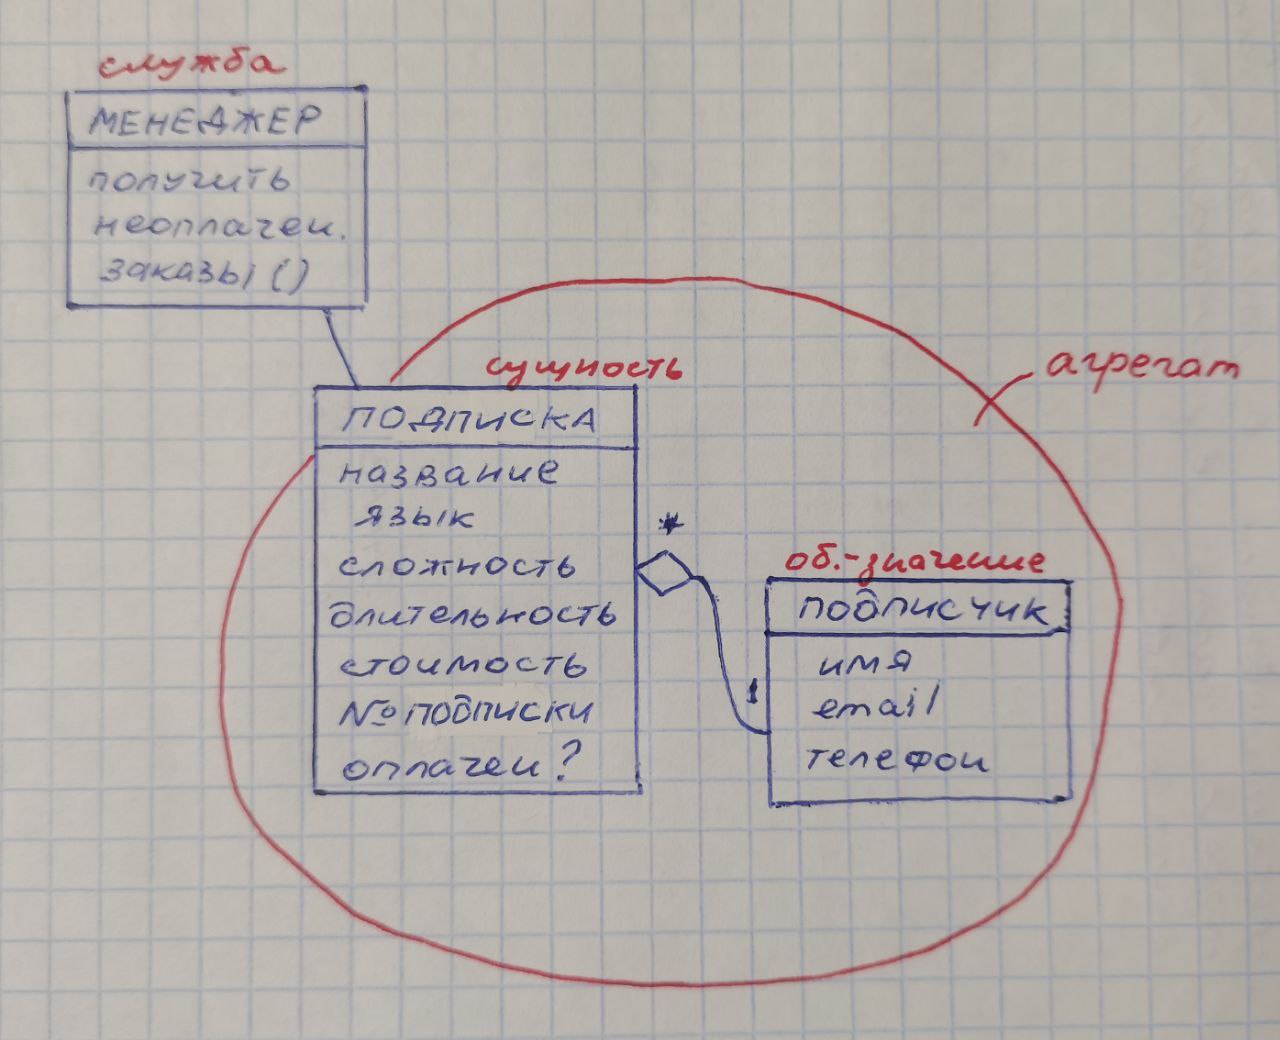 служба
МЕНЕДЖЕР
получить
неоплачен.
заказы ()
агрегат
сущность
ПОДПИСКА
название
язык
сложность
длительность
стоимость
№ подписки
оплачен?
*
1
об.-значение
ПОДПИСЧИК
имя
email
телефон